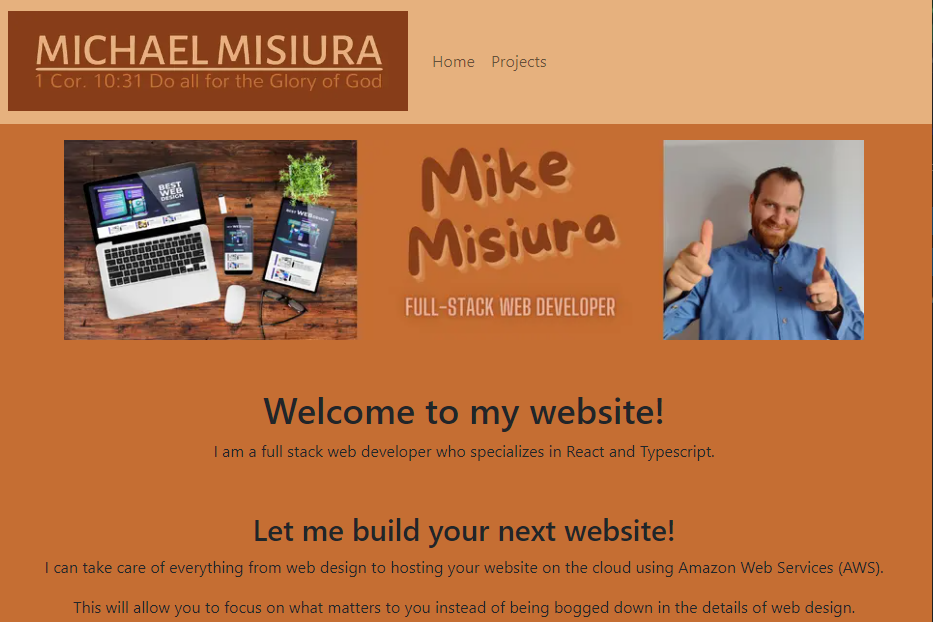 MICHAEL MISIURA
1 Cor. 10:31 Do all for the Glory of God
Home Projects
BEST
WEB
DESIGN
Mike
Misiura
FULL-STACK WEB DEVELOPER
Welcome to my website!
I am a full stack web developer who specializes in React and Typescript.
Let me build your next website!
I can take care of everything from web design to hosting your website on the cloud using Amazon Web Services (AWS).
This will allow you to focus on what matters to you instead of being bogged down in the details of web design.